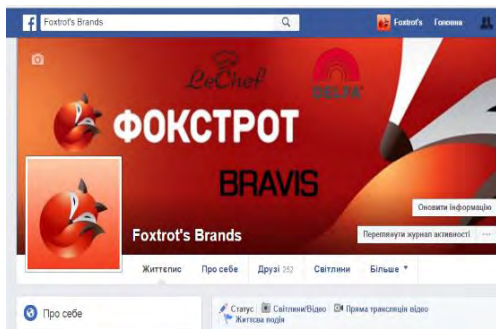 Foxtrot's Brands
Foxtrot's Головна
LeChef
DELFA
ФОКСТРОТ
BRAVIS
Оновити інформацію
Foxtrot's Brands
Переглянути журнал активності ...
Життєпис Про себе Друзі 252 Світлини Більше
Про себе
Статус Світлини/Відео Пряма трансляція відео
Життєва подія